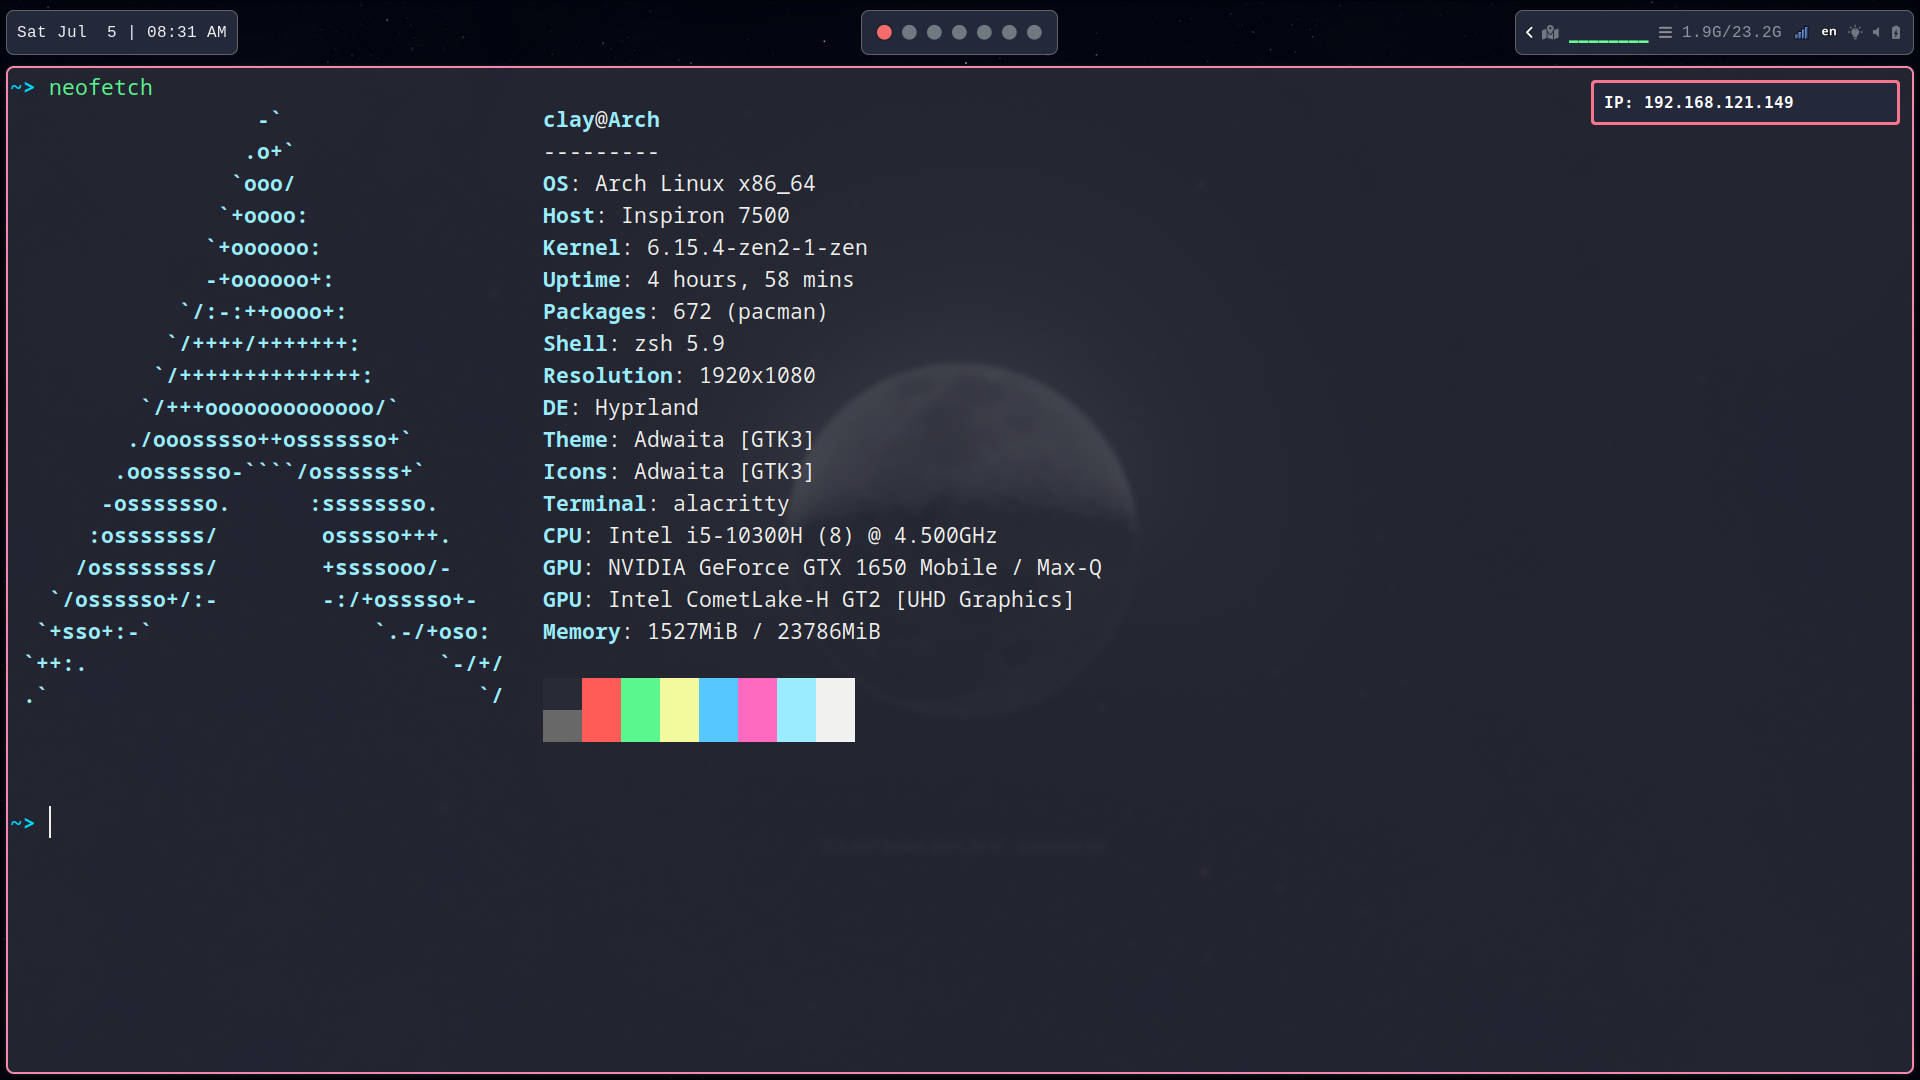 Sat Jul  5 | 08:31 AM
1.9G/23.2G en
~> neofetch
IP: 192.168.121.149
                   -`                    clay@Arch
                  .o+`                   ---------
                 `ooo/                   OS: Arch Linux x86_64
                `+oooo:                  Host: Inspiron 7500
               `+oooooo:                 Kernel: 6.15.4-zen2-1-zen
               -+oooooo+:                Uptime: 4 hours, 58 mins
             `/:-:++oooo+:               Packages: 672 (pacman)
            `/++++/+++++++:              Shell: zsh 5.9
           `/++++++++++++++:             Resolution: 1920x1080
          `/+++ooooooooooooo/`           DE: Hyprland
         ./ooosssso++osssssso+`          Theme: Adwaita [GTK3]
        .oossssso-````/ossssss+`         Icons: Adwaita [GTK3]
       -osssssso.      :ssssssso.        Terminal: alacritty
      :osssssss/        osssso+++.       CPU: Intel i5-10300H (8) @ 4.500GHz
     /ossssssss/        +ssssooo/-       GPU: NVIDIA GeForce GTX 1650 Mobile / Max-Q
   `/ossssso+/:-        -:/+osssso+-     GPU: Intel CometLake-H GT2 [UHD Graphics]
  `+sso+:-`                 `.-/+oso:    Memory: 1527MiB / 23786MiB
 `++:.                           `-/+/
 .`                                 `/
~>